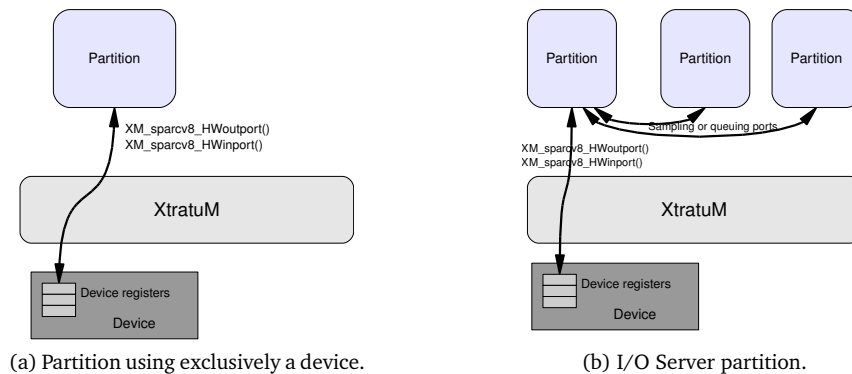 Partition
XM_sparcv8_HWoutport()
XM_sparcv8_HWinport()
XtratuM
Device registers
Device
(a) Partition using exclusively a device.
Partition
Partition
Partition
Sampling or queuing ports
XM_sparcv8_HWoutport()
XM_sparcv8_HWinport()
XtratuM
Device registers
Device
(b) I/O Server partition.